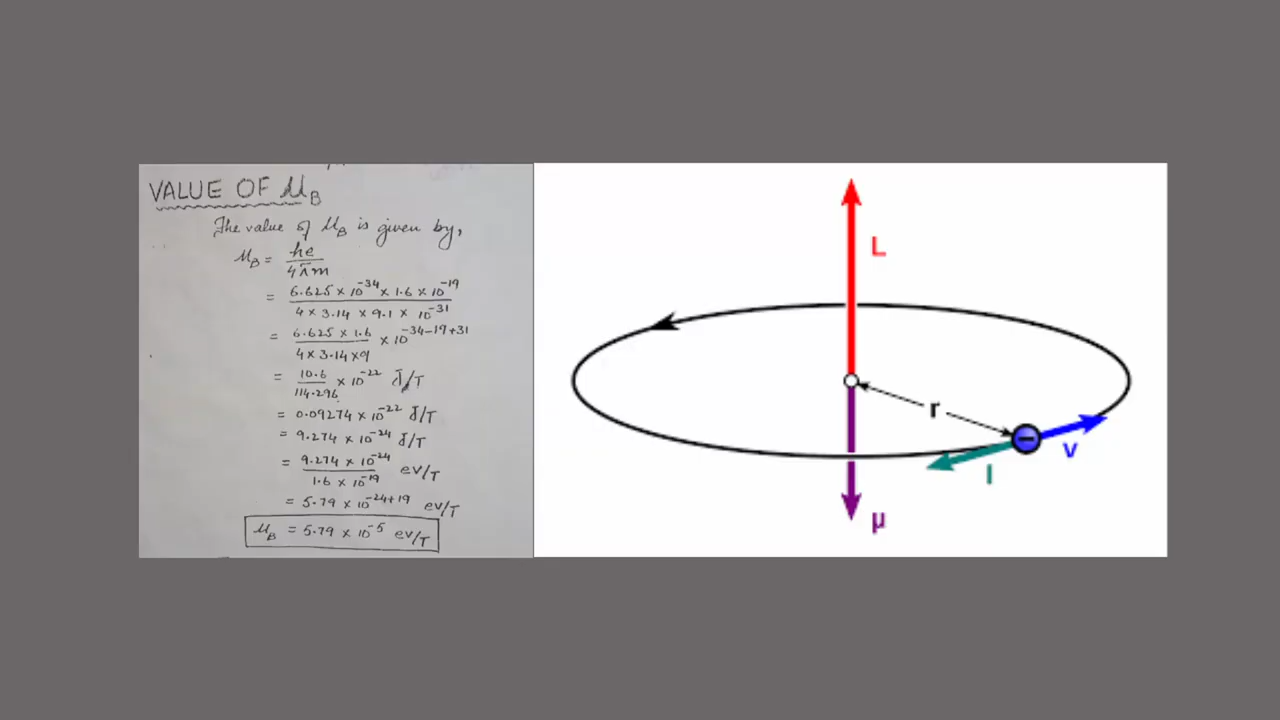 VALUE OF μB
The value of μB is given by,
μB = he / 4πm
= 6.625 × 10^-34 × 1.6 × 10^-19 / 4 × 3.14 × 9.1 × 10^-31
= 6.625 × 1.6 / 4 × 3.14 × 9 × 10^-34-19+31
= 10.6 / 114.296 × 10^-22 J/T
= 0.09274 × 10^-22 J/T
= 9.274 × 10^-24 J/T
= 9.274 × 10^-24 / 1.6 × 10^-19 ev/T
= 5.79 × 10^-24+19 ev/T
μB = 5.79 × 10^-5 ev/T
L
r
v
I
μ